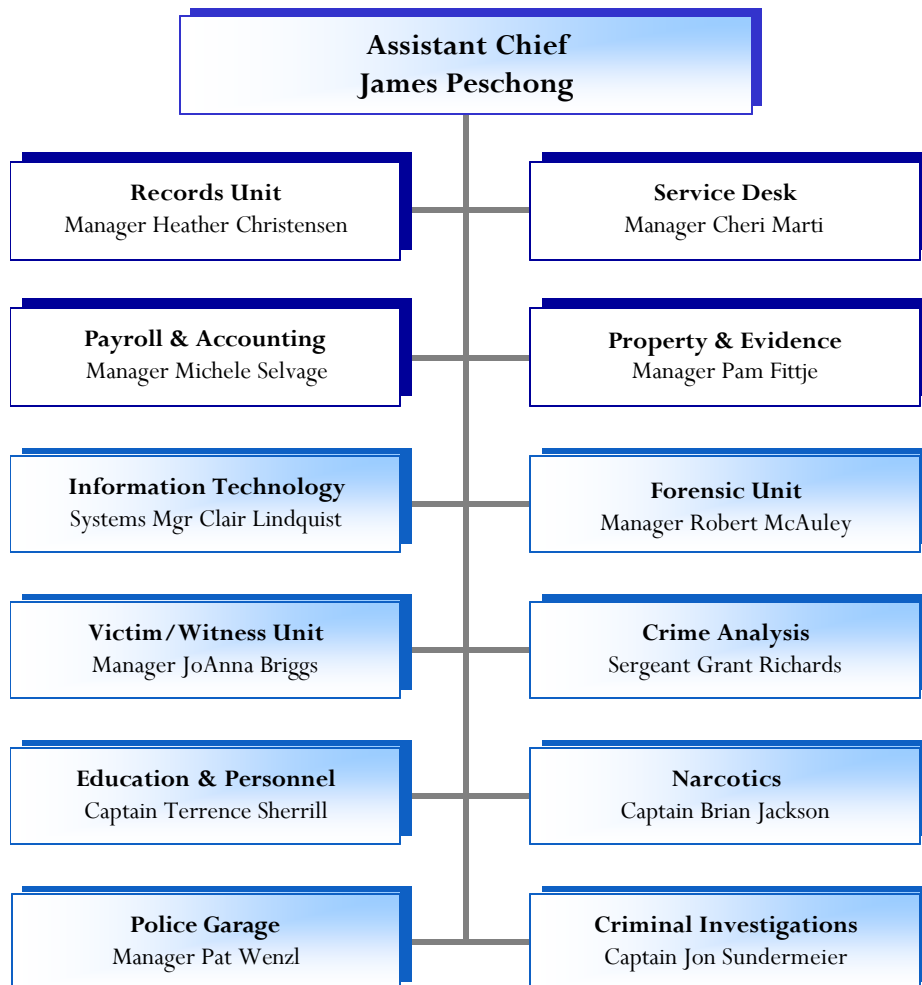 Assistant Chief
James Peschong
Records Unit
Manager Heather Christensen
Service Desk
Manager Cheri Marti
Payroll & Accounting
Manager Michele Selvage
Property & Evidence
Manager Pam Fittje
Information Technology
Systems Mgr Clair Lindquist
Forensic Unit
Manager Robert McAuley
Victim/Witness Unit
Manager JoAnna Briggs
Crime Analysis
Sergeant Grant Richards
Education & Personnel
Captain Terrence Sherrill
Narcotics
Captain Brian Jackson
Police Garage
Manager Pat Wenzl
Criminal Investigations
Captain Jon Sundermeier